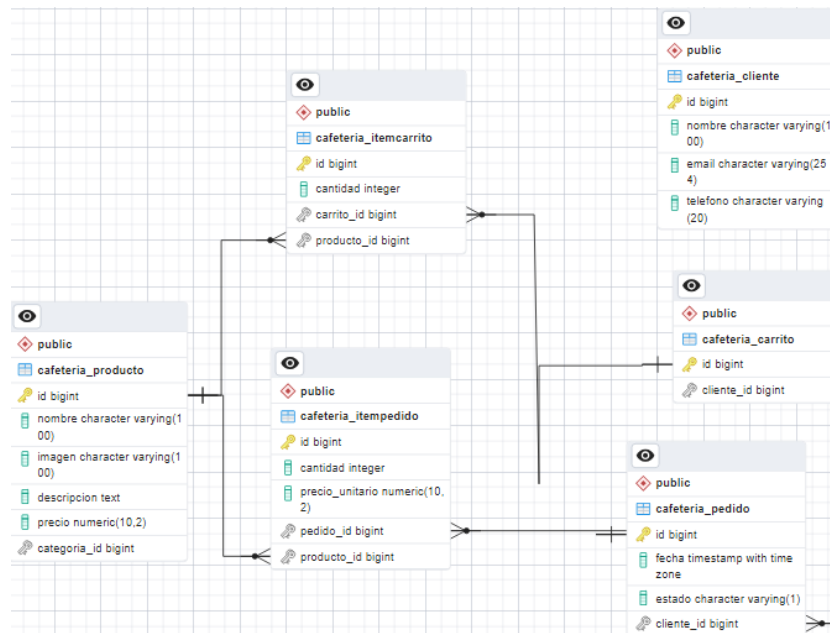 public
cafeteria_cliente
id bigint
nombre character varying(1
00)
email character varying(25
4)
telefono character varying
(20)
public
cafeteria_itemcarrito
id bigint
cantidad integer
carrito_id bigint
producto_id bigint
public
cafeteria_carrito
id bigint
cliente_id bigint
public
cafeteria_producto
id bigint
nombre character varying(1
00)
imagen character varying(1
00)
descripcion text
precio numeric(10,2)
categoria_id bigint
public
cafeteria_itempedido
id bigint
cantidad integer
precio_unitario numeric(10,
2)
pedido_id bigint
producto_id bigint
public
cafeteria_pedido
id bigint
fecha timestamp with time
zone
estado character varying(1)
cliente_id bigint